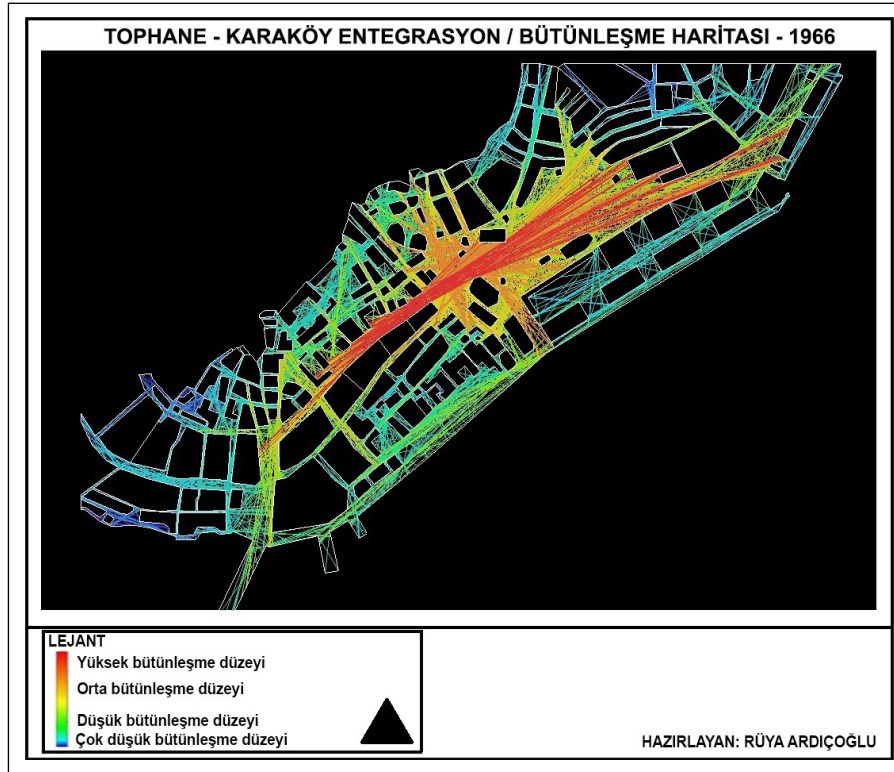 TOPHANE - KARAKÖY ENTEGRASYON / BÜTÜNLEŞME HARİTASI - 1966
LEJANT
Yüksek bütünleşme düzeyi
Orta bütünleşme düzeyi
Düşük bütünleşme düzeyi
Çok düşük bütünleşme düzeyi
HAZIRLAYAN: RÜYA ARDIÇOĞLU